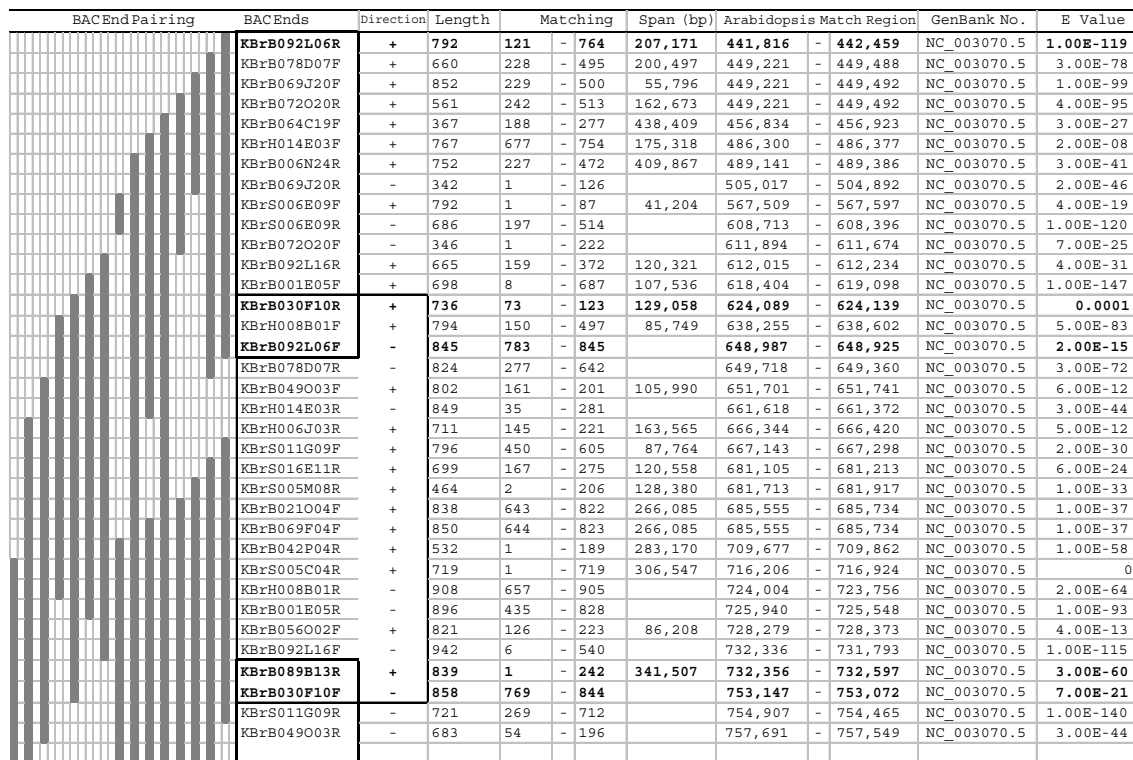 BAC End Pairing BAC Ends Direction Length Matching Span (bp) Arabidopsis Match Region GenBank No. E Value
KBrB092L06R + 792 121 - 764 207,171 441,816 - 442,459 NC_003070.5 1.00E-119
KBrB078D07F + 660 228 - 495 200,497 449,221 - 449,488 NC_003070.5 3.00E-78
KBrB069J20F + 852 229 - 500 55,796 449,221 - 449,492 NC_003070.5 1.00E-99
KBrB072O20R + 561 242 - 513 162,673 449,221 - 449,492 NC_003070.5 4.00E-95
KBrB064C19F + 367 188 - 277 438,409 456,834 - 456,923 NC_003070.5 3.00E-27
KBrH014E03F + 767 677 - 754 175,318 486,300 - 486,377 NC_003070.5 2.00E-08
KBrB006N24R + 752 227 - 472 409,867 489,141 - 489,386 NC_003070.5 3.00E-41
KBrB069J20R - 342 1 - 126 505,017 - 504,892 NC_003070.5 2.00E-46
KBrS006E09F + 792 1 - 87 41,204 567,509 - 567,597 NC_003070.5 4.00E-19
KBrS006E09R - 686 197 - 514 608,713 - 608,396 NC_003070.5 1.00E-120
KBrB072O20F - 346 1 - 222 611,894 - 611,674 NC_003070.5 7.00E-25
KBrB092L16R + 665 159 - 372 120,321 612,015 - 612,234 NC_003070.5 4.00E-31
KBrB001E05F + 698 8 - 687 107,536 618,404 - 619,098 NC_003070.5 1.00E-147
KBrB030F10R + 736 73 - 123 129,058 624,089 - 624,139 NC_003070.5 0.0001
KBrH008B01F + 794 150 - 497 85,749 638,255 - 638,602 NC_003070.5 5.00E-83
KBrB092L06F - 845 783 - 845 648,987 - 648,925 NC_003070.5 2.00E-15
KBrB078D07R - 824 277 - 642 649,718 - 649,360 NC_003070.5 3.00E-72
KBrB049O03F + 802 161 - 201 105,990 651,701 - 651,741 NC_003070.5 6.00E-12
KBrH014E03R - 849 35 - 281 661,618 - 661,372 NC_003070.5 3.00E-44
KBrH006J03R + 711 145 - 221 163,565 666,344 - 666,420 NC_003070.5 5.00E-12
KBrS011G09F + 796 450 - 605 87,764 667,143 - 667,298 NC_003070.5 2.00E-30
KBrS016E11R + 699 167 - 275 120,558 681,105 - 681,213 NC_003070.5 6.00E-24
KBrS005M08R + 464 2 - 206 128,380 681,713 - 681,917 NC_003070.5 1.00E-33
KBrB021O04F + 838 643 - 822 266,085 685,555 - 685,734 NC_003070.5 1.00E-37
KBrB069F04F + 850 644 - 823 266,085 685,555 - 685,734 NC_003070.5 1.00E-37
KBrB042P04R + 532 1 - 189 283,170 709,677 - 709,862 NC_003070.5 1.00E-58
KBrS005C04R + 719 1 - 719 306,547 716,206 - 716,924 NC_003070.5 0
KBrH008B01R - 908 657 - 905 724,004 - 723,756 NC_003070.5 2.00E-64
KBrB001E05R - 896 435 - 828 725,940 - 725,548 NC_003070.5 1.00E-93
KBrB056O02F + 821 126 - 223 86,208 728,279 - 728,373 NC_003070.5 4.00E-13
KBrB092L16F - 942 6 - 540 732,336 - 731,793 NC_003070.5 1.00E-115
KBrB089B13R + 839 1 - 242 341,507 732,356 - 732,597 NC_003070.5 3.00E-60
KBrB030F10F - 858 769 - 844 753,147 - 753,072 NC_003070.5 7.00E-21
KBrS011G09R - 721 269 - 712 754,907 - 754,465 NC_003070.5 1.00E-140
KBrB049O03R - 683 54 - 196 757,691 - 757,549 NC_003070.5 3.00E-44